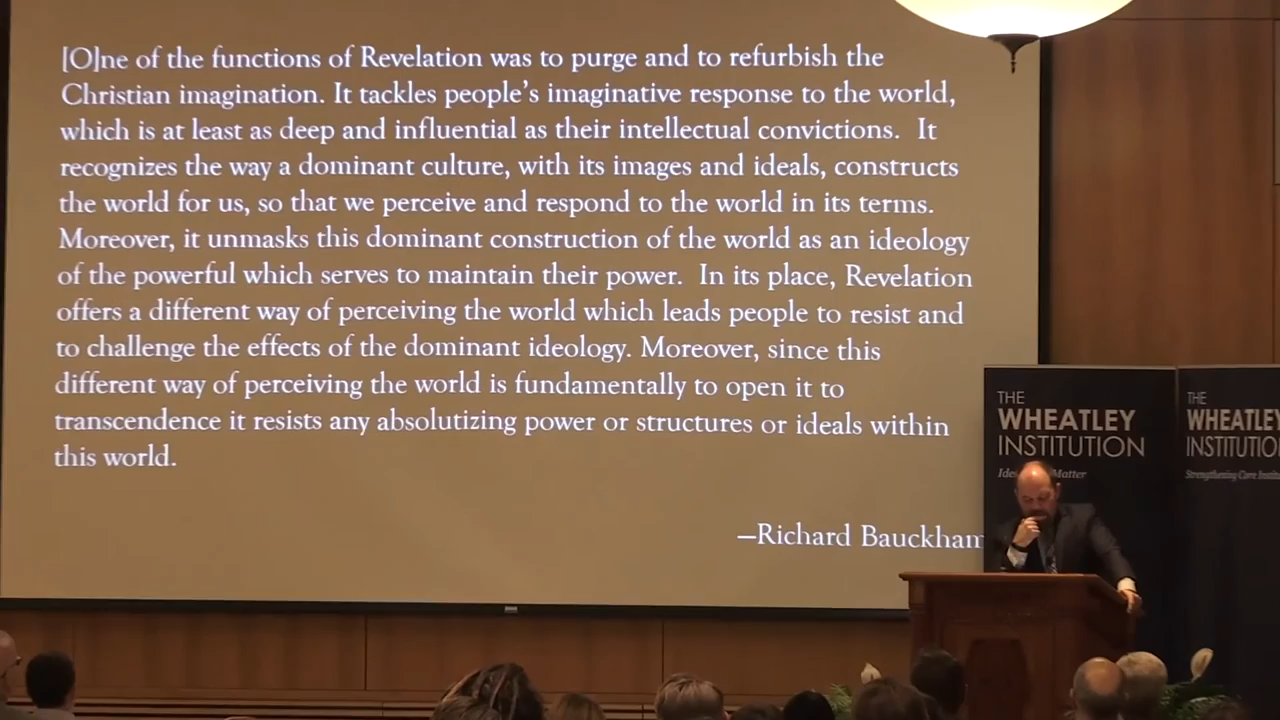 [O]ne of the functions of Revelation was to purge and to refurbish the
Christian imagination. It tackles people's imaginative response to the world,
which is at least as deep and influential as their intellectual convictions.  It
recognizes the way a dominant culture, with its images and ideals, constructs
the world for us, so that we perceive and respond to the world in its terms.
Moreover, it unmasks this dominant construction of the world as an ideology
of the powerful which serves to maintain their power.  In its place, Revelation
offers a different way of perceiving the world which leads people to resist and
to challenge the effects of the dominant ideology. Moreover, since this
different way of perceiving the world is fundamentally to open it to
transcendence it resists any absolutizing power or structures or ideals within
this world.
—Richard Bauckham
THE
WHEATLEY
INSTITUTION
Matter
THE
WHEATLEY
INSTITUTION
Strengthening Core